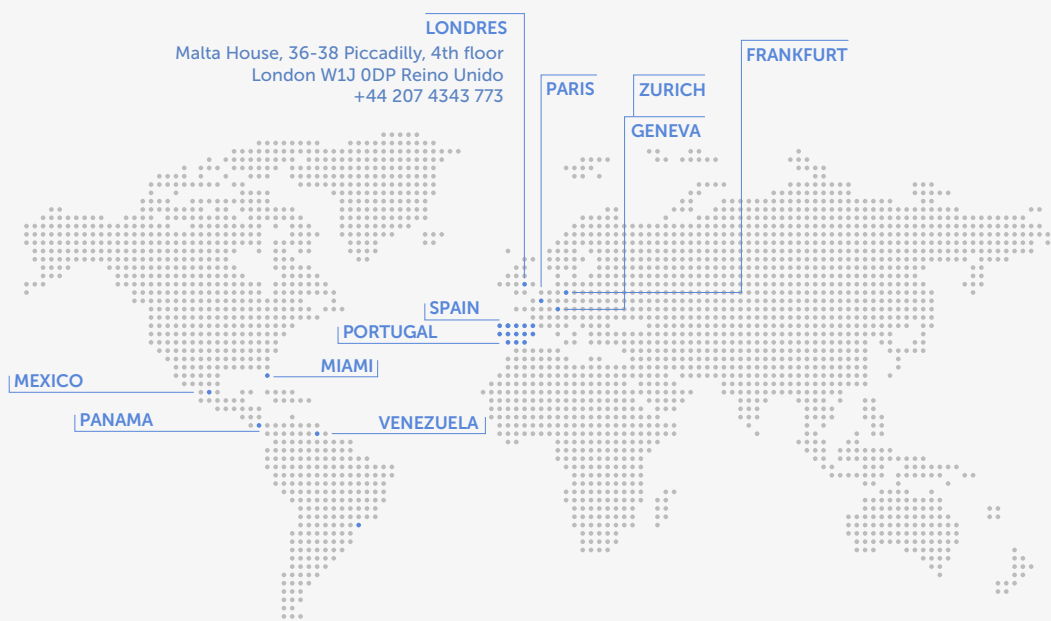 LONDRES
Malta House, 36-38 Piccadilly, 4th floor
London W1J 0DP Reino Unido
+44 207 4343 773
FRANKFURT
PARIS
ZURICH
GENEVA
SPAIN
PORTUGAL
MIAMI
MEXICO
PANAMA
VENEZUELA